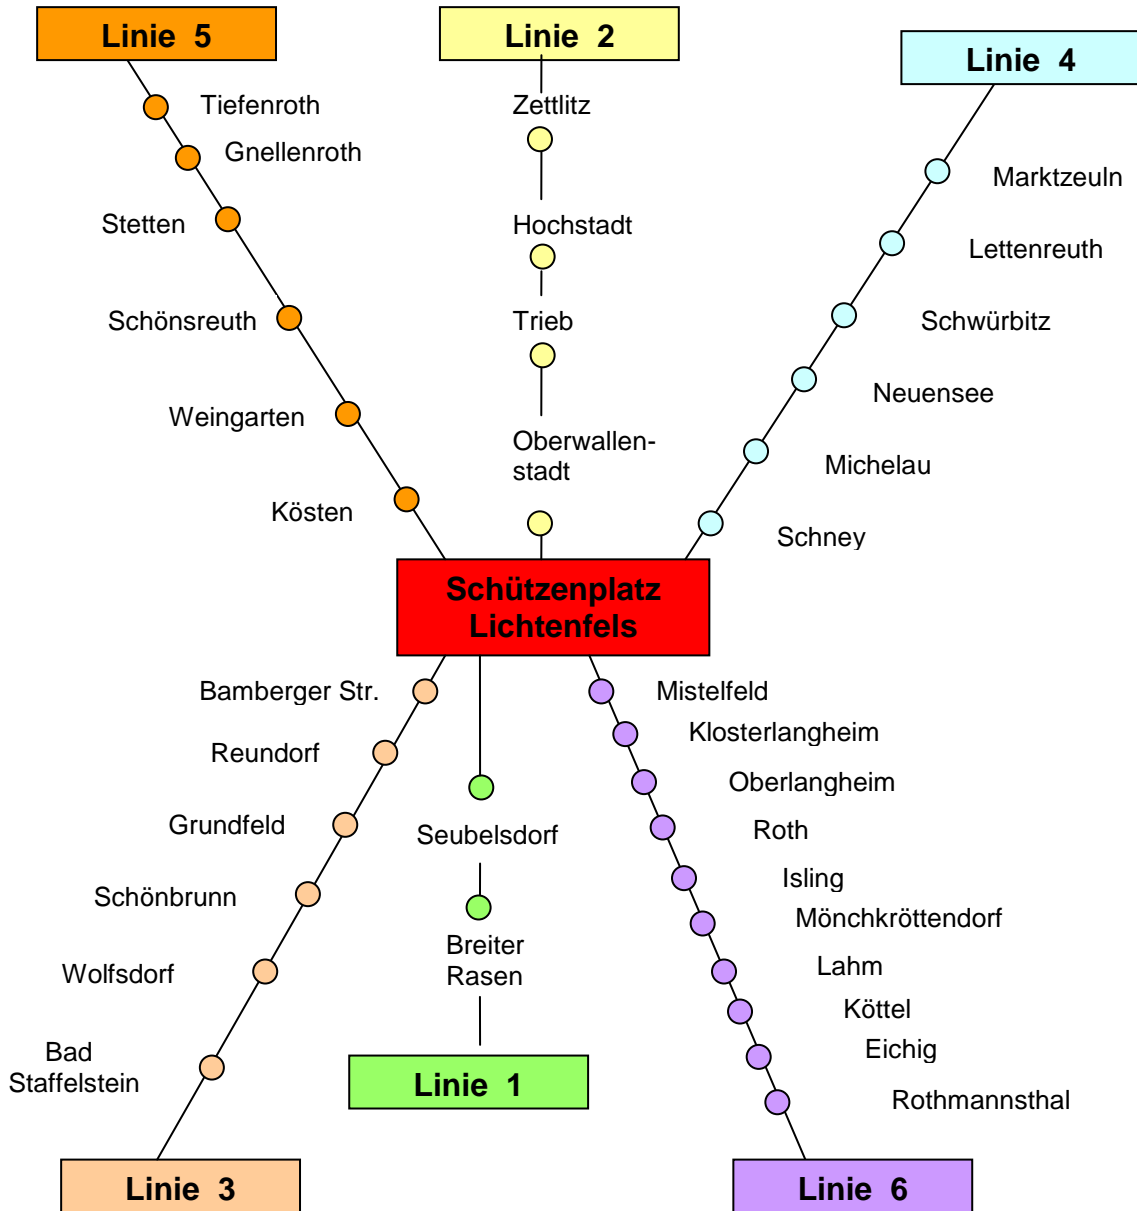 Linie 5
Linie 2
Linie 4
Tiefenroth
Gnellenroth
Stetten
Schönsreuth
Weingarten
Kösten
Zettlitz
Hochstadt
Trieb
Oberwallen-
stadt
Marktzeuln
Lettenreuth
Schwürbitz
Neuensee
Michelau
Schney
Schützenplatz
Lichtenfels
Bamberger Str.
Reundorf
Grundfeld
Schönbrunn
Wolfsdorf
Bad
Staffelstein
Seubelsdorf
Breiter
Rasen
Mistelfeld
Klosterlangheim
Oberlangheim
Roth
Isling
Mönchkröttendorf
Lahm
Köttel
Eichig
Rothmannsthal
Linie 3
Linie 1
Linie 6